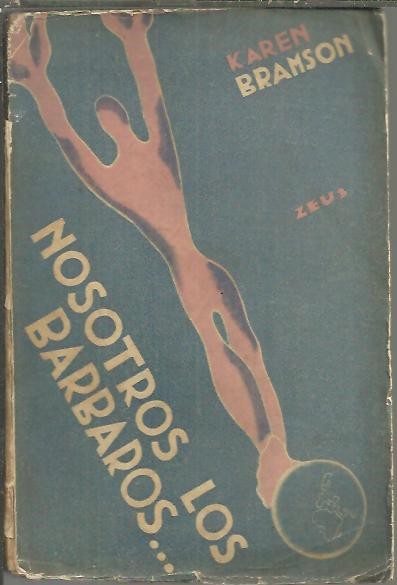 KAREN
BRAMSON
ZEUS
NOSOTROS LOS
BARBAROS...